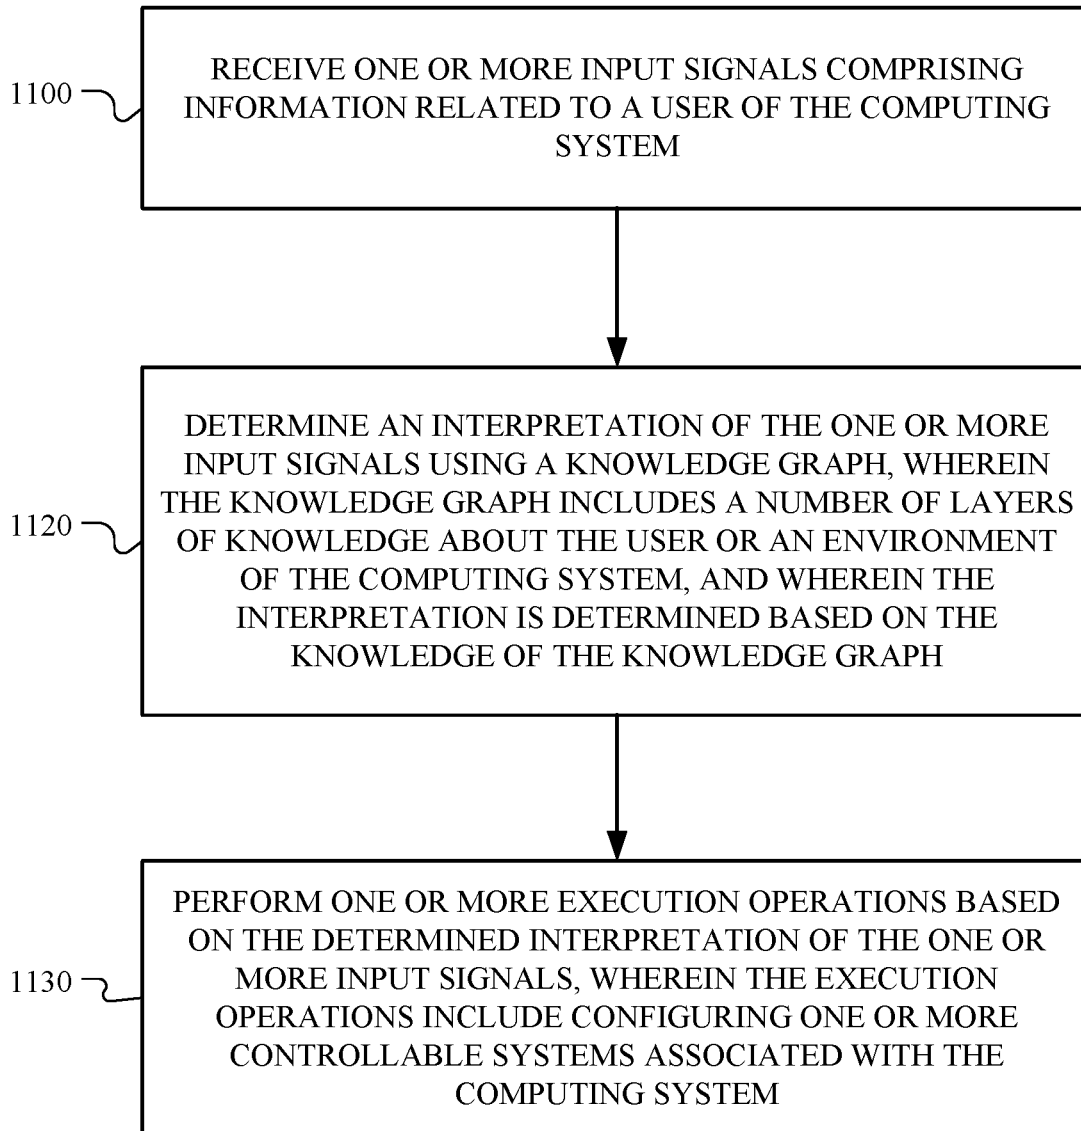 RECEIVE ONE OR MORE INPUT SIGNALS COMPRISING
INFORMATION RELATED TO A USER OF THE COMPUTING
SYSTEM
1100
DETERMINE AN INTERPRETATION OF THE ONE OR MORE
INPUT SIGNALS USING A KNOWLEDGE GRAPH, WHEREIN
THE KNOWLEDGE GRAPH INCLUDES A NUMBER OF LAYERS
OF KNOWLEDGE ABOUT THE USER OR AN ENVIRONMENT
OF THE COMPUTING SYSTEM, AND WHEREIN THE
INTERPRETATION IS DETERMINED BASED ON THE
KNOWLEDGE OF THE KNOWLEDGE GRAPH
1120
PERFORM ONE OR MORE EXECUTION OPERATIONS BASED
ON THE DETERMINED INTERPRETATION OF THE ONE OR
MORE INPUT SIGNALS, WHEREIN THE EXECUTION
OPERATIONS INCLUDE CONFIGURING ONE OR MORE
CONTROLLABLE SYSTEMS ASSOCIATED WITH THE
COMPUTING SYSTEM
1130